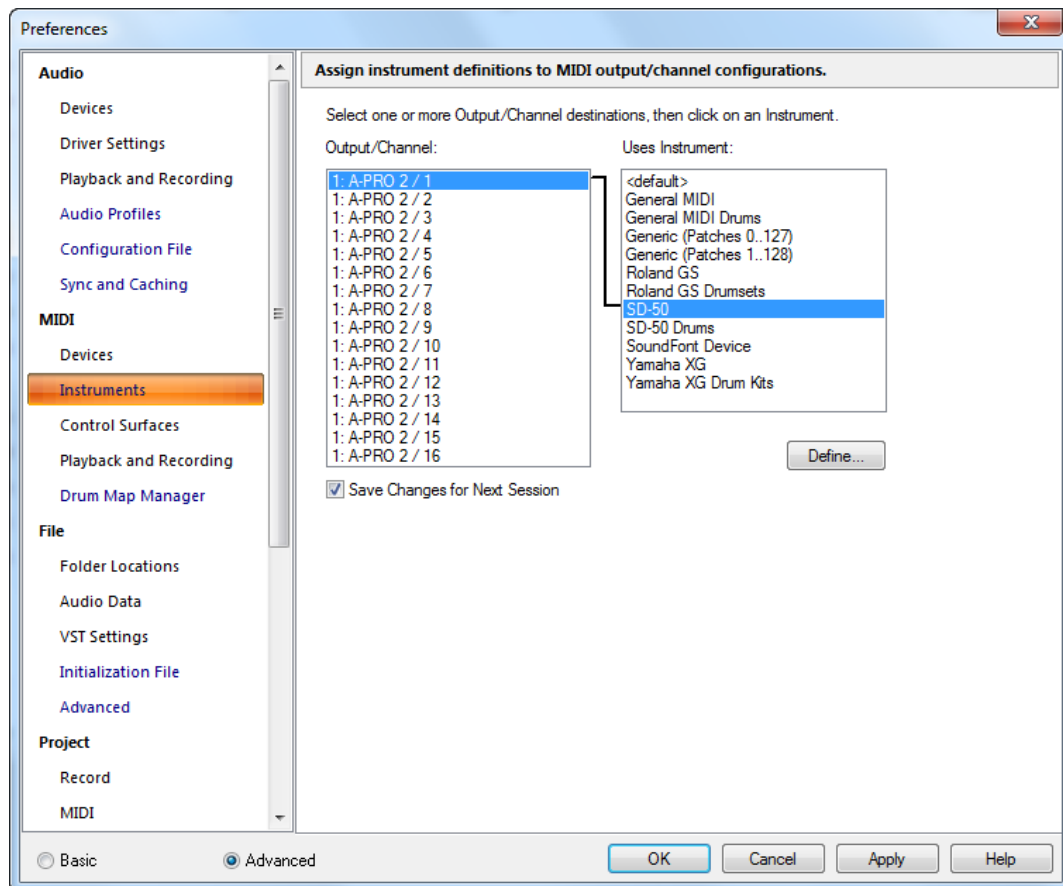 Preferences
Audio
Devices
Driver Settings
Playback and Recording
Audio Profiles
Configuration File
Sync and Caching
MIDI
Devices
Instruments
Control Surfaces
Playback and Recording
Drum Map Manager
File
Folder Locations
Audio Data
VST Settings
Initialization File
Advanced
Project
Record
MIDI
Assign instrument definitions to MIDI output/channel configurations.
Select one or more Output/Channel destinations, then click on an Instrument.
Output/Channel:
1: A-PRO 2 / 1
1: A-PRO 2 / 2
1: A-PRO 2 / 3
1: A-PRO 2 / 4
1: A-PRO 2 / 5
1: A-PRO 2 / 6
1: A-PRO 2 / 7
1: A-PRO 2 / 8
1: A-PRO 2 / 9
1: A-PRO 2 / 10
1: A-PRO 2 / 11
1: A-PRO 2 / 12
1: A-PRO 2 / 13
1: A-PRO 2 / 14
1: A-PRO 2 / 15
1: A-PRO 2 / 16
Uses Instrument:
<default>
General MIDI
General MIDI Drums
Generic (Patches 0..127)
Generic (Patches 1..128)
Roland GS
Roland GS Drumsets
SD-50
SD-50 Drums
SoundFont Device
Yamaha XG
Yamaha XG Drum Kits
Define...
Save Changes for Next Session
Basic
Advanced
OK
Cancel
Apply
Help